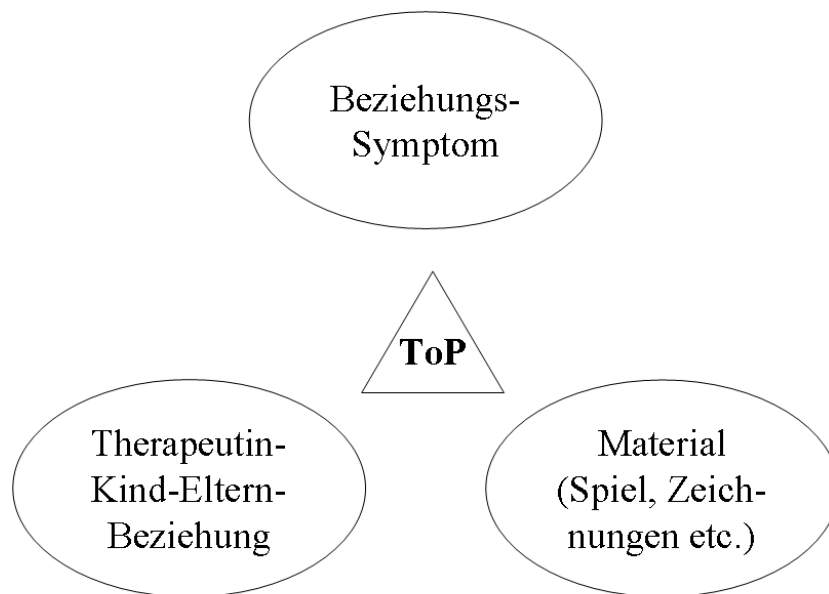 Beziehungs-
Symptom
ToP
Therapeutin-
Kind-Eltern-
Beziehung
Material
(Spiel, Zeich-
nungen etc.)